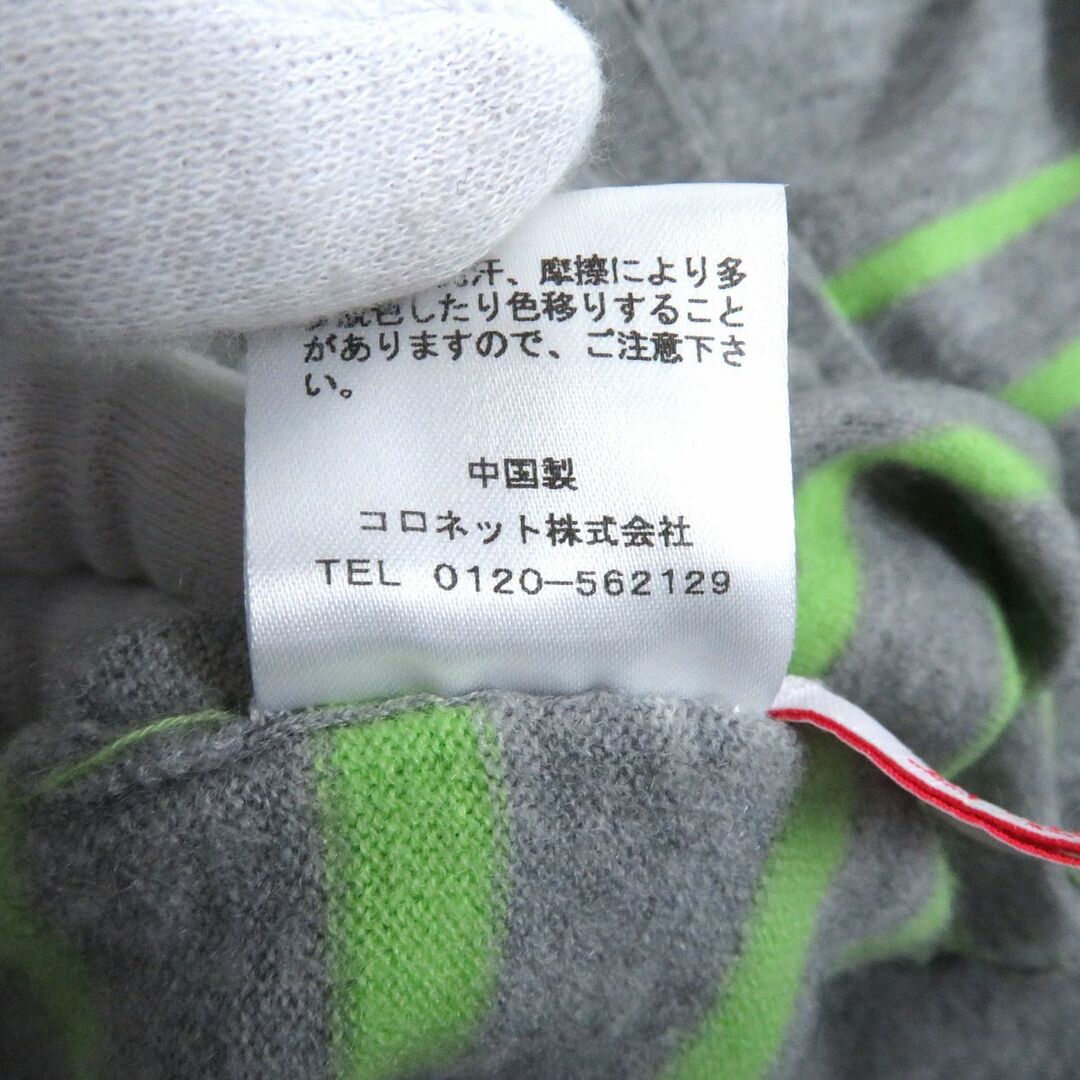 汗、摩擦により多
少脱色したり色移りすること
がありますので、ご注意下さ
い。
中国製
コロネット株式会社
TEL 0120-562129